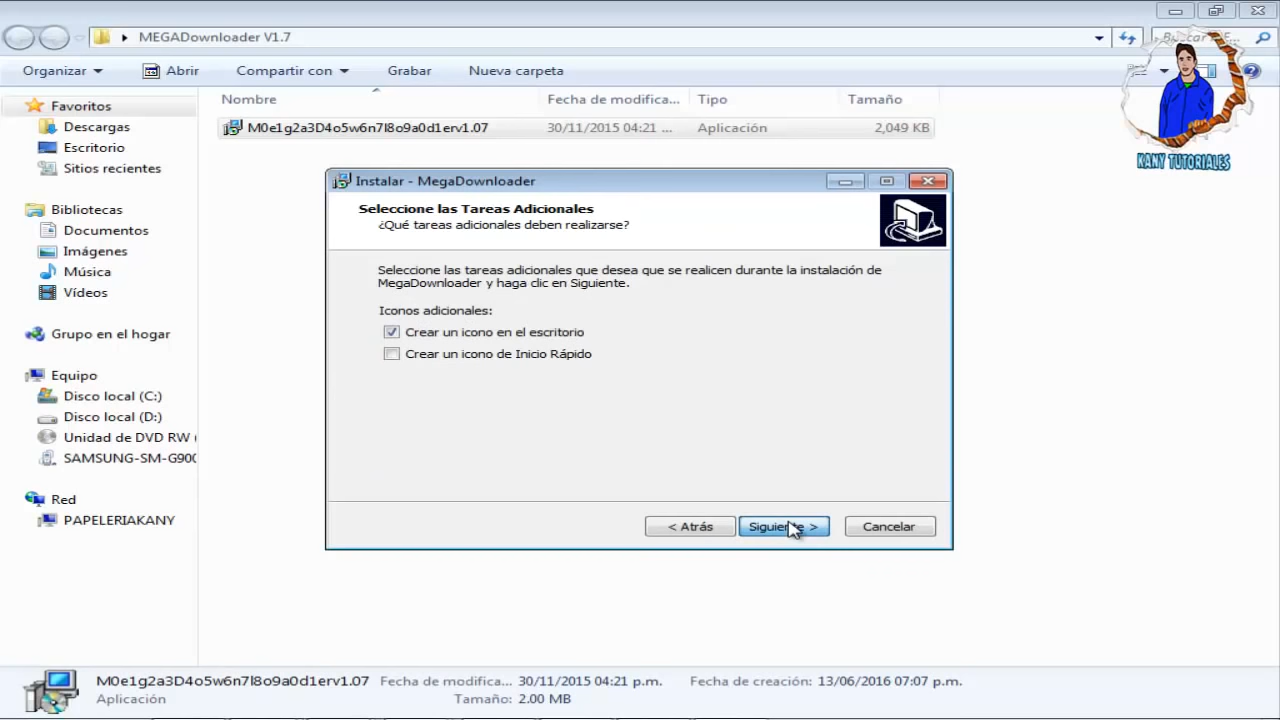 MEGADownloader V1.7
Organizar
Abrir
Compartir con
Grabar
Nueva carpeta
Favoritos
Descargas
Escritorio
Sitios recientes
Bibliotecas
Documentos
Imágenes
Música
Vídeos
Grupo en el hogar
Equipo
Disco local (C:)
Disco local (D:)
Unidad de DVD RW (
SAMSUNG-SM-G900
Red
PAPELERIAKANY
Nombre
Fecha de modifica...
Tipo
Tamaño
M0e1g2a3D4o5w6n7l8o9a0d1erv1.07
30/11/2015 04:21 ...
Aplicación
2,049 KB
KANY TUTORIALES
Instalar - MegaDownloader
Seleccione las Tareas Adicionales
¿Qué tareas adicionales deben realizarse?
Seleccione las tareas adicionales que desea que se realicen durante la instalación de
MegaDownloader y haga clic en Siguiente.
Iconos adicionales:
Crear un icono en el escritorio
Crear un icono de Inicio Rápido
< Atrás
Siguiente >
Cancelar
M0e1g2a3D4o5w6n7l8o9a0d1erv1.07
Fecha de modifica... 30/11/2015 04:21 p.m.
Fecha de creación: 13/06/2016 07:07 p.m.
Aplicación
Tamaño: 2.00 MB